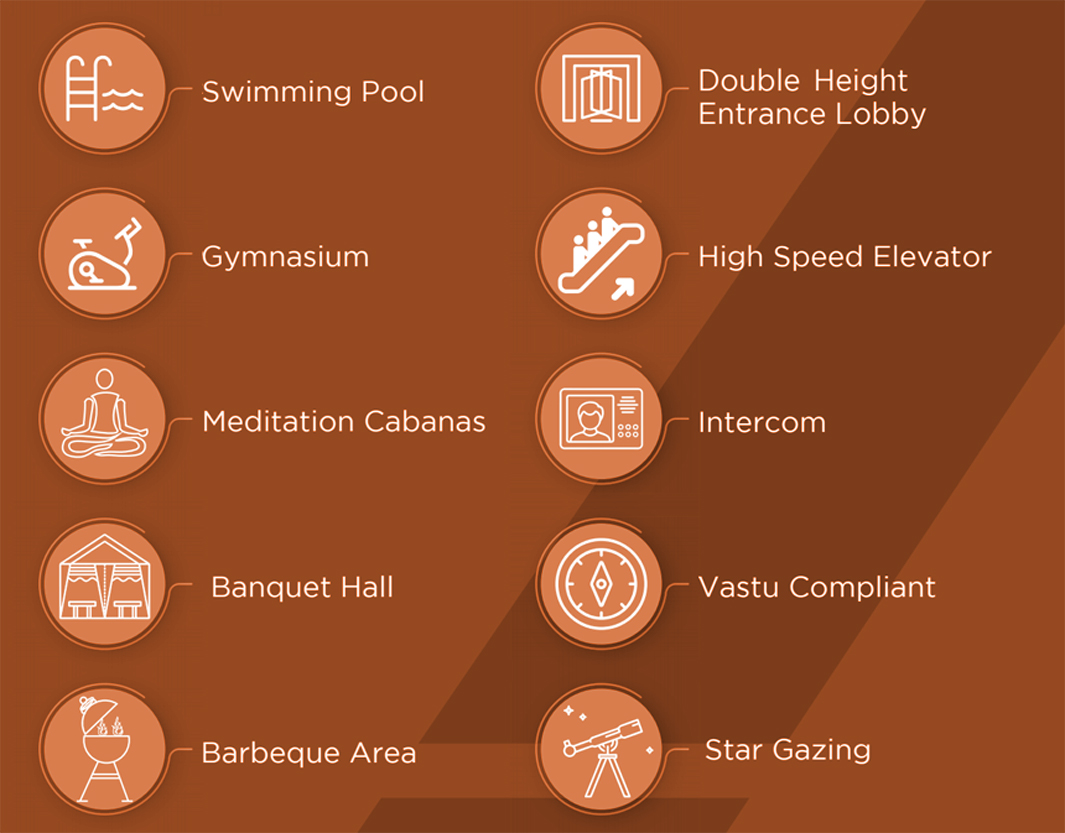 Swimming Pool
Gymnasium
Meditation Cabanas
Banquet Hall
Barbeque Area
Double Height
Entrance Lobby
High Speed Elevator
Intercom
Vastu Compliant
Star Gazing